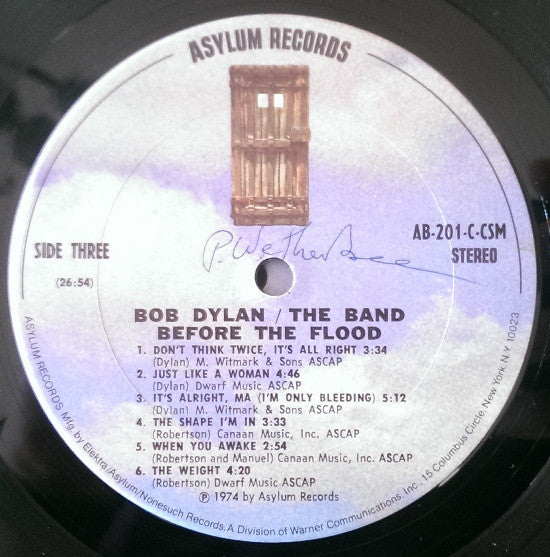 ASYLUM RECORDS
SIDE THREE
(26:54)
AB-201-C-CSM
STEREO
P. Wetherbee
BOB DYLAN / THE BAND
BEFORE THE FLOOD
1. DON'T THINK TWICE, IT'S ALL RIGHT 3:34
(Dylan) M. Witmark & Sons ASCAP
2. JUST LIKE A WOMAN 4:46
(Dylan) Dwarf Music ASCAP
3. IT'S ALRIGHT, MA (I'M ONLY BLEEDING) 5:12
(Dylan) M. Witmark & Sons ASCAP
4. THE SHAPE I'M IN 3:33
(Robertson) Canaan Music, Inc. ASCAP
5. WHEN YOU AWAKE 2:54
(Robertson and Manuel) Canaan Music, Inc. ASCAP
6. THE WEIGHT 4:20
(Robertson) Dwarf Music ASCAP
Ⓟ 1974 by Asylum Records
ASYLUM RECORDS Mfg. by Elektra/Asylum/Nonesuch Records. A Division of Warner Communications, Inc. 15 Columbus Circle, New York N Y 10023